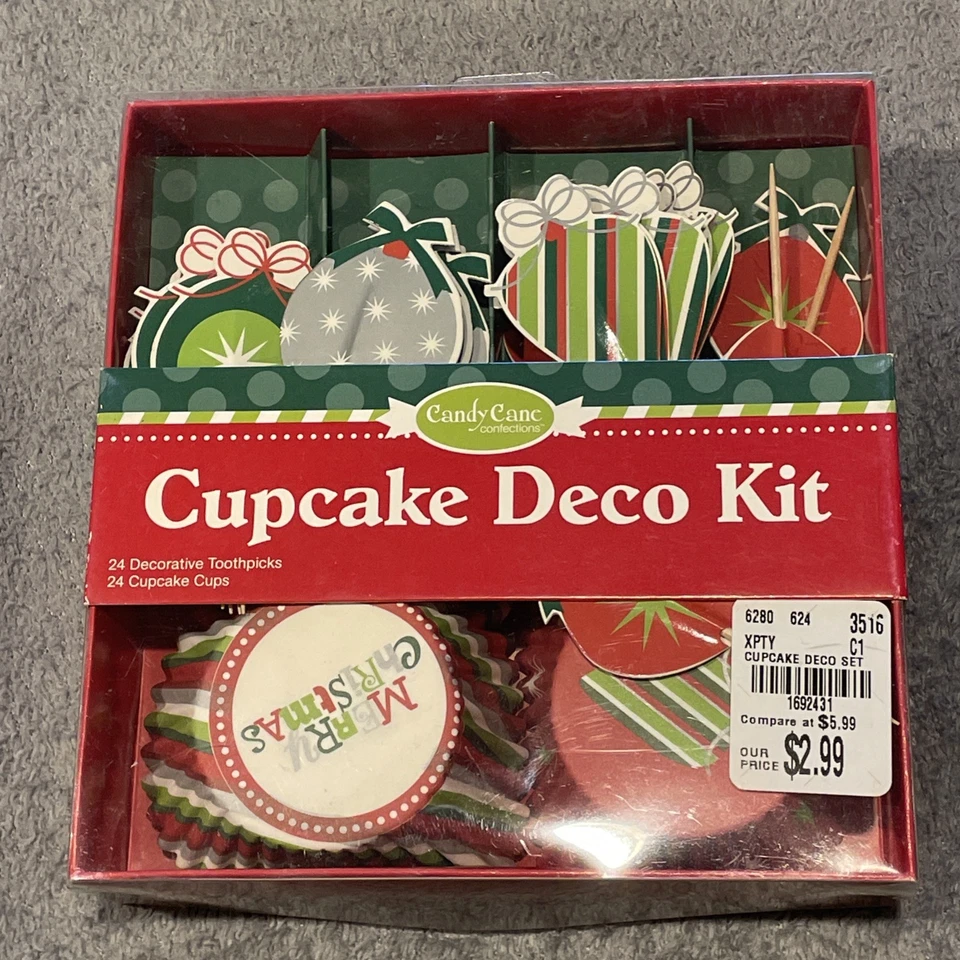 Candy Cane
confections™
Cupcake Deco Kit
24 Decorative Toothpicks
24 Cupcake Cups
MERRy
ChRIStmAs
6280 624 3516
XPTY C1
CUPCAKE DECO SET
1692431
Compare at $5.99
OUR
PRICE $2.99